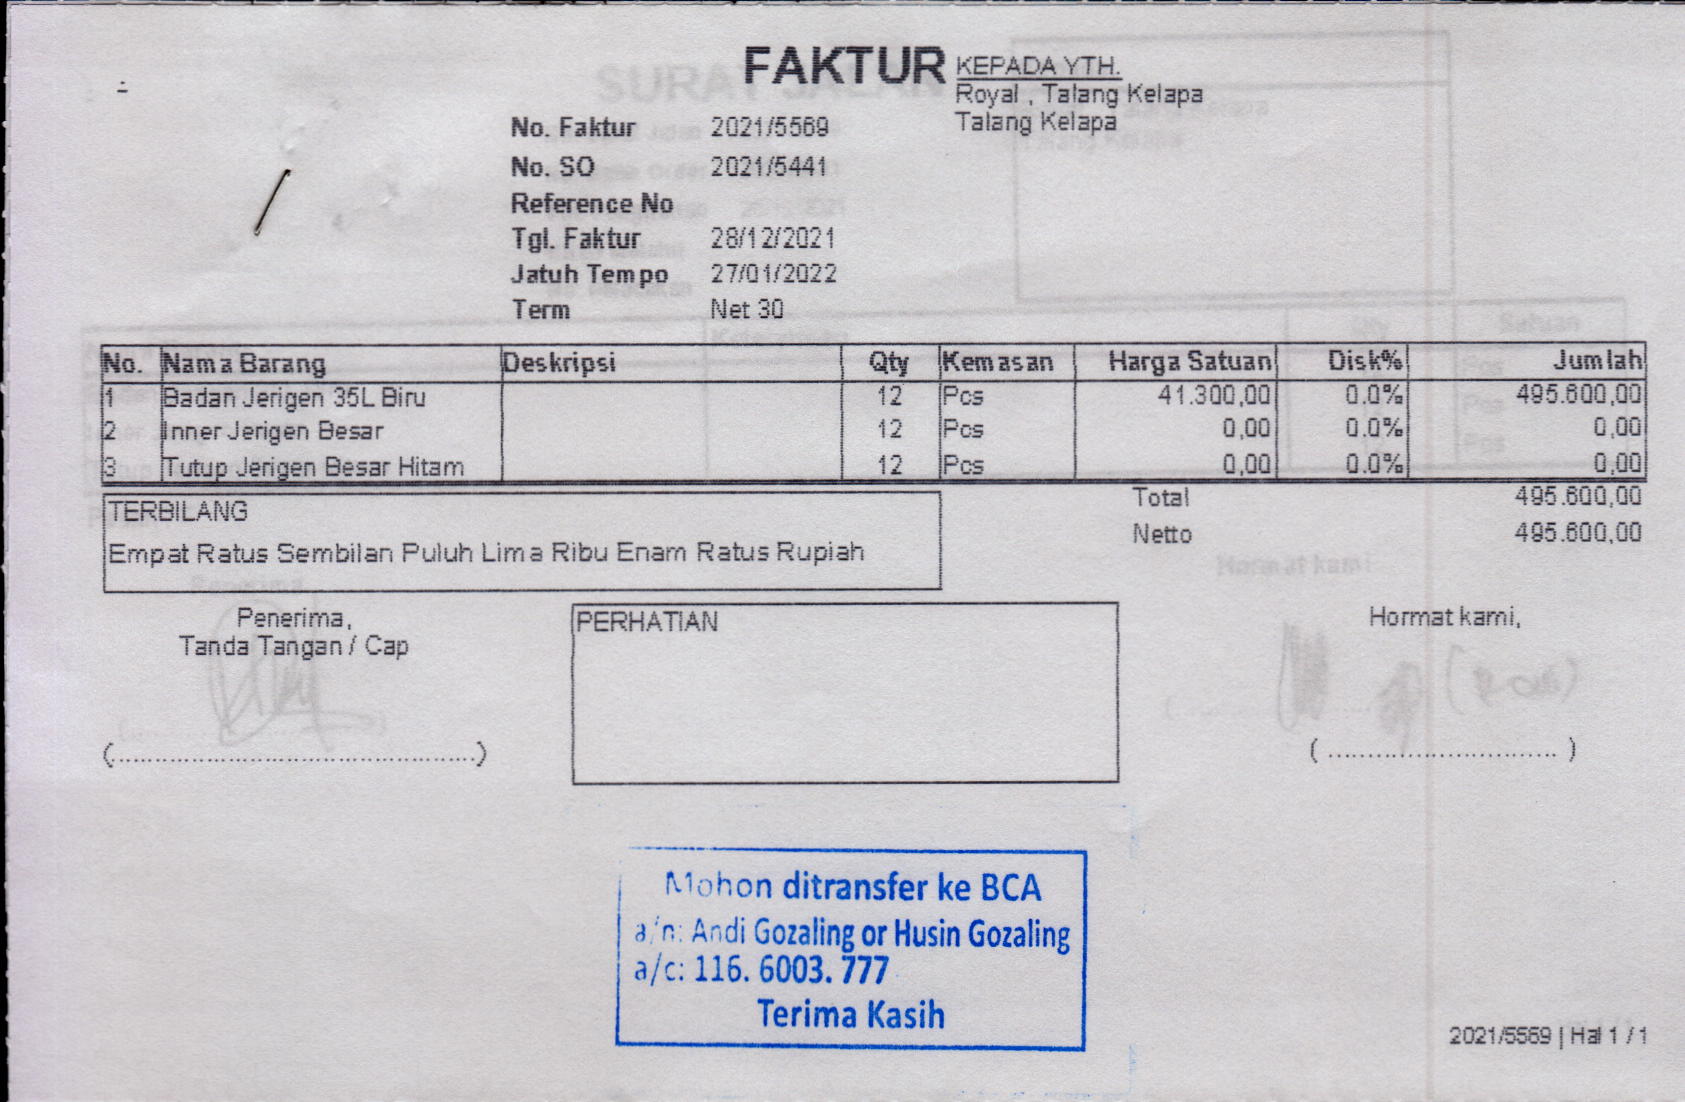 FAKTUR
KEPADA YTH.
Royal , Talang Kelapa
Talang Kelapa
No. Faktur 2021/5569
No. SO 2021/5441
Reference No
Tgl. Faktur 28/12/2021
Jatuh Tempo 27/01/2022
Term Net 30
No. Nama Barang Deskripsi Qty Kemasan Harga Satuan Disk% Jumlah
1 Badan Jerigen 35L Biru 12 Pcs 41.300,00 0.0% 495.600,00
2 Inner Jerigen Besar 12 Pcs 0,00 0.0% 0,00
3 Tutup Jerigen Besar Hitam 12 Pcs 0,00 0.0% 0,00
TERBILANG
Empat Ratus Sembilan Puluh Lima Ribu Enam Ratus Rupiah
Total 495.600,00
Netto 495.600,00
Penerima,
Tanda Tangan / Cap
(................................................)
PERHATIAN
Hormat kami,
( ........................... )
Mohon ditransfer ke BCA
a/n: Andi Gozaling or Husin Gozaling
a/c: 116. 6003. 777
Terima Kasih
2021/5569 | Hal 1 / 1